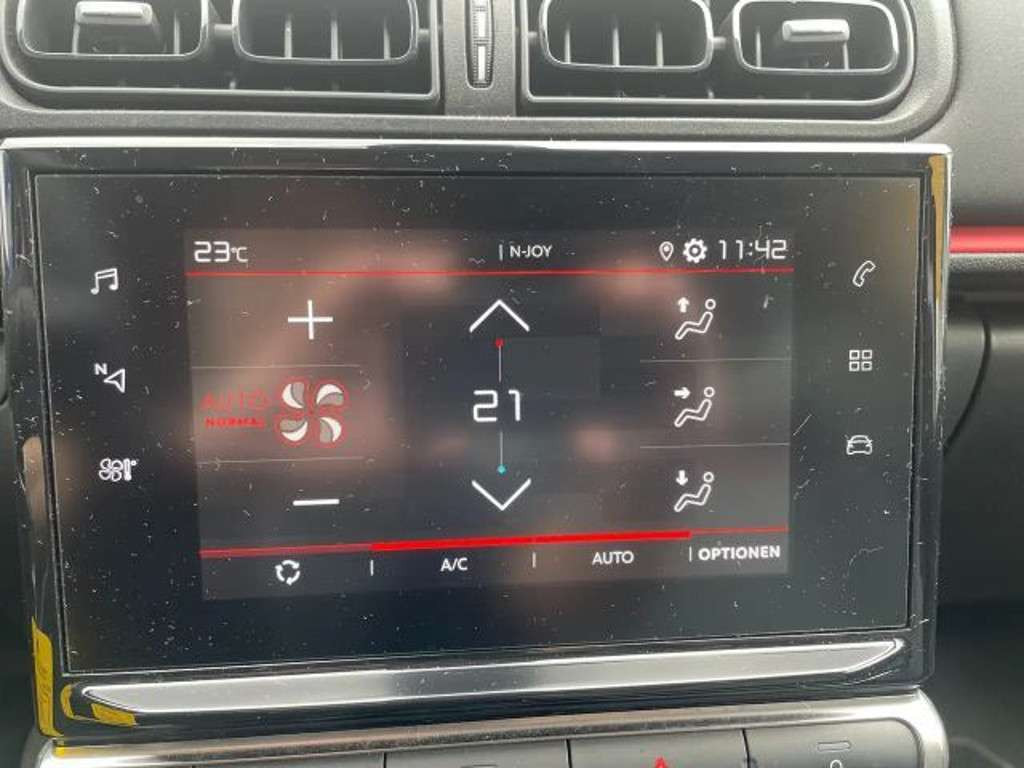 23°C
| N-JOY
11:42
N
AUTO
NORMAL
21
A/C
AUTO
OPTIONEN